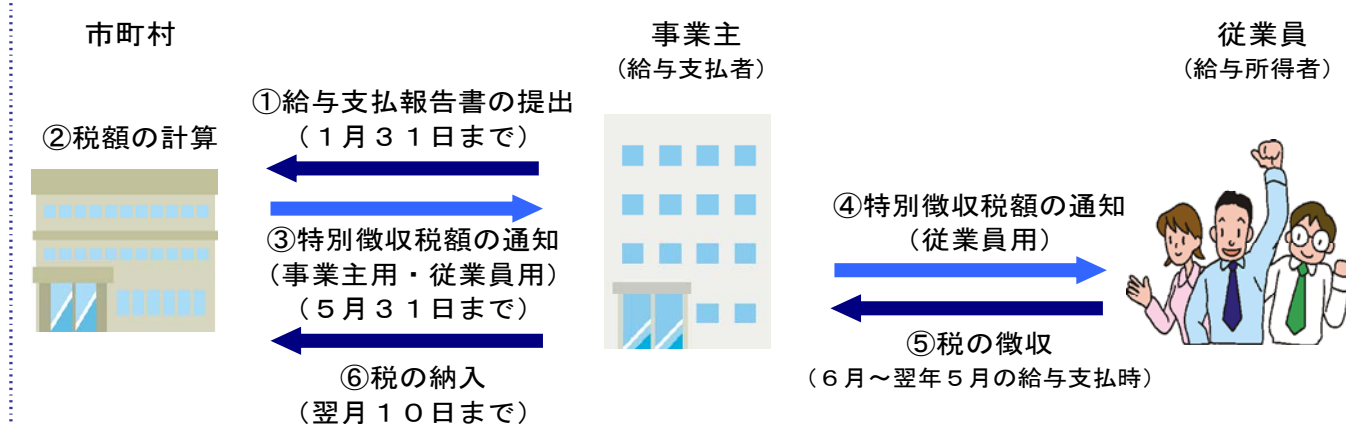 市町村
事業主
(給与支払者)
従業員
(給与所得者)
①給与支払報告書の提出
(1月31日まで)
②税額の計算
③特別徴収税額の通知
(事業主用・従業員用)
(5月31日まで)
④特別徴収税額の通知
(従業員用)
⑤税の徴収
(6月~翌年5月の給与支払時)
⑥税の納入
(翌月10日まで)